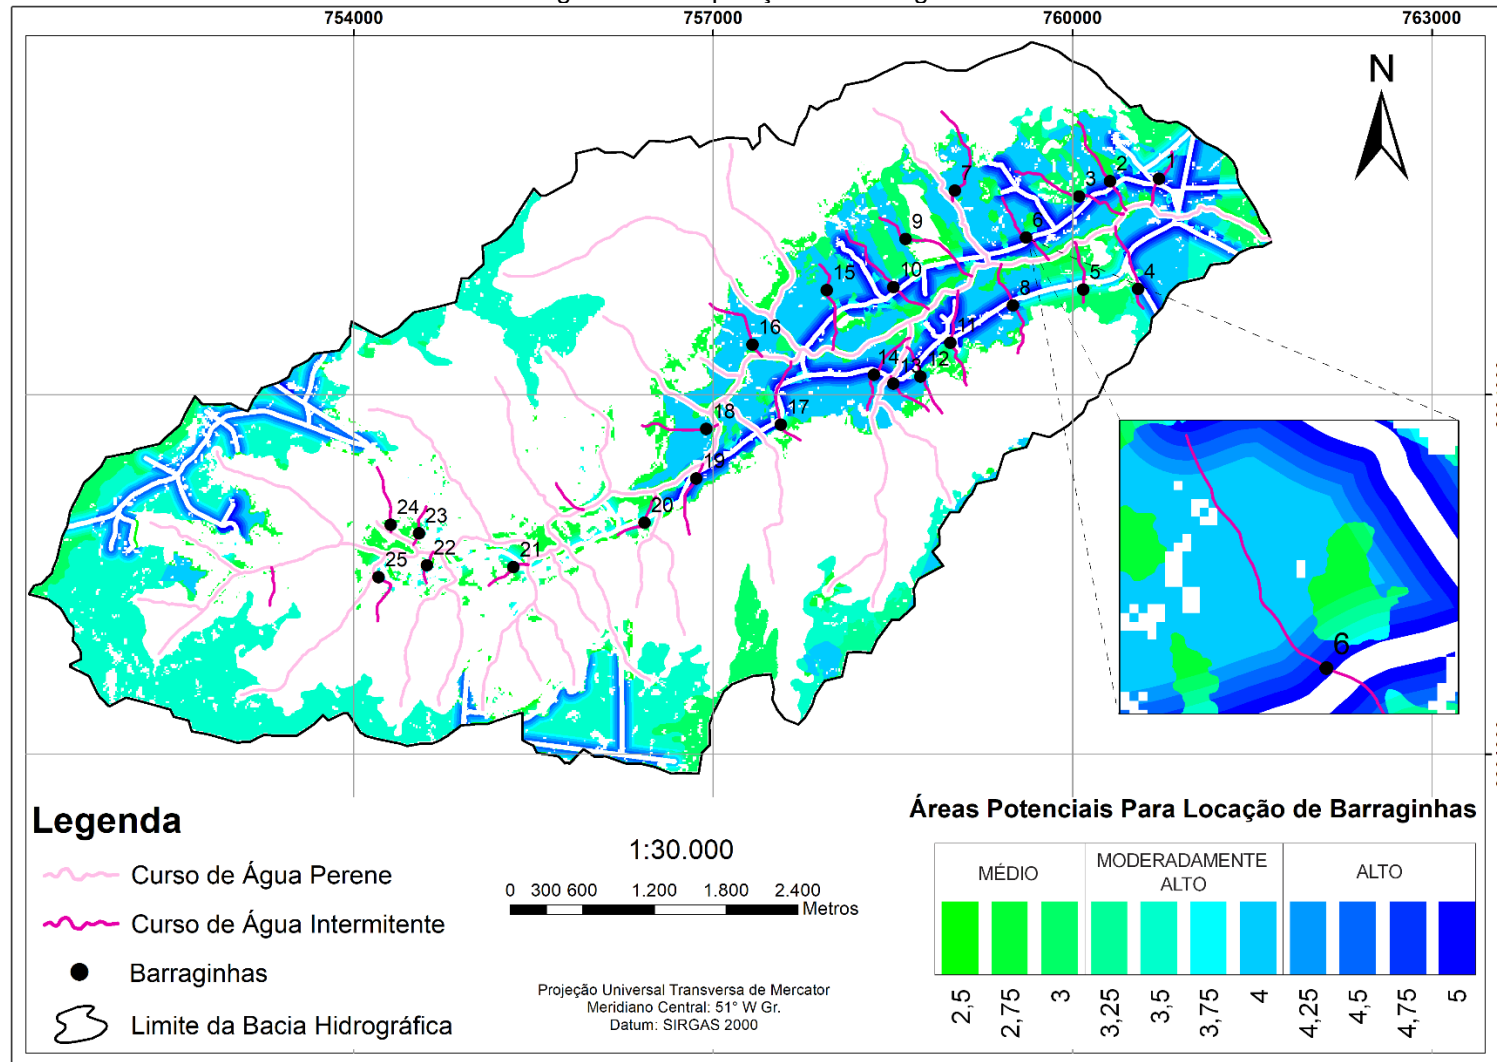 754000
757000
760000
763000
N
1
2
3
7
9
6
4
5
15
10
8
16
11
14
13
12
18
17
19
20
24
23
22
21
25
6
Legenda
Curso de Água Perene
Curso de Água Intermitente
Barraginhas
Limite da Bacia Hidrográfica
1:30.000
0 300 600 1.200 1.800 2.400
Metros
Projeção Universal Transversa de Mercator
Meridiano Central: 51° W Gr.
Datum: SIRGAS 2000
Áreas Potenciais Para Locação de Barraginhas
MÉDIO
MODERADAMENTE
ALTO
ALTO
2,5
2,75
3
3,25
3,5
3,75
4
4,25
4,5
4,75
5